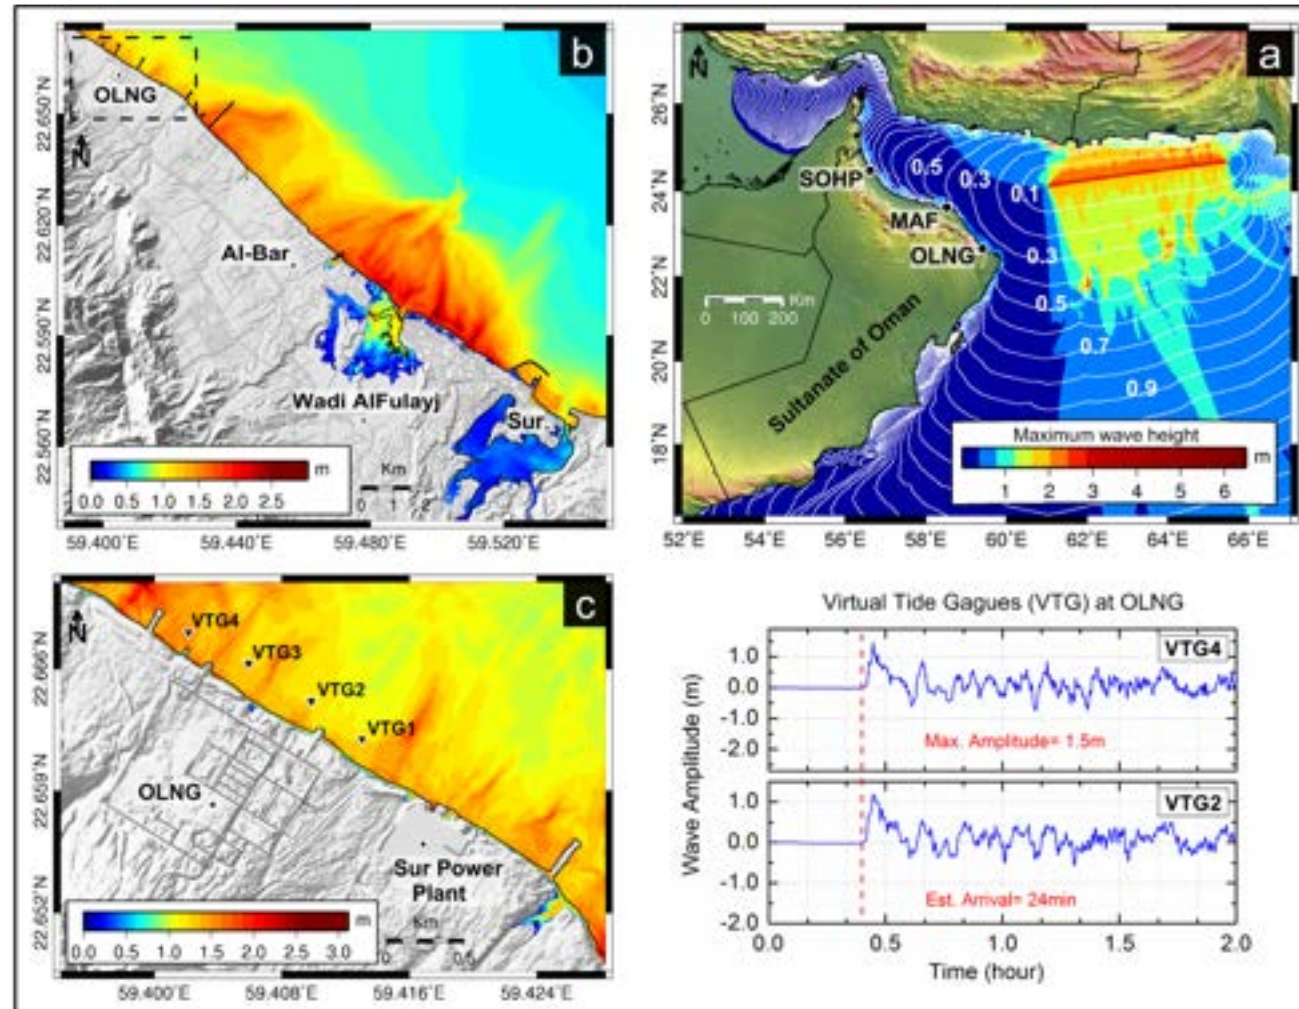 b
OLNG
N
Al-Bar
Wadi AlFulayj
Sur
m
0.0 0.5 1.0 1.5 2.0 2.5
Km
0 1 2
22.650°N
22.620°N
22.590°N
22.560°N
59.400°E 59.440°E 59.480°E 59.520°E
a
N
26°N
24°N
22°N
20°N
18°N
SOHP
MAF
OLNG
0.5
0.3
0.1
0.3
0.5
0.7
0.9
Km
0 100 200
Sultanate of Oman
Maximum wave height
m
1 2 3 4 5 6
52°E 54°E 56°E 58°E 60°E 62°E 64°E 66°E
c
N
VTG4
VTG3
VTG2
VTG1
OLNG
Sur Power
Plant
Km
0 0.5
m
0.0 0.5 1.0 1.5 2.0 2.5 3.0
22.666°N
22.659°N
22.652°N
59.400°E 59.408°E 59.416°E 59.424°E
Virtual Tide Gagues (VTG) at OLNG
VTG4
1.0
0.0
-1.0
-2.0
Max. Amplitude= 1.5m
VTG2
1.0
0.0
-1.0
-2.0
Est. Arrival= 24min
Wave Amplitude (m)
0.0 0.5 1.0 1.5 2.0
Time (hour)